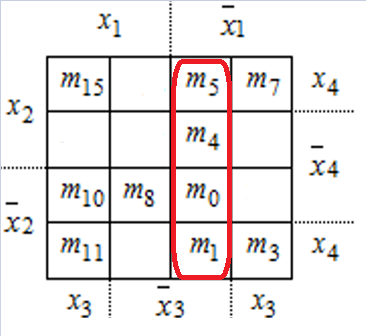 x₁ x̄₁
x₂ m₁₅ m₅ m₇ x₄
m₄ x̄₄
x̄₂ m₁₀ m₈ m₀
m₁₁ m₁ m₃ x₄
x₃ x̄₃ x₃